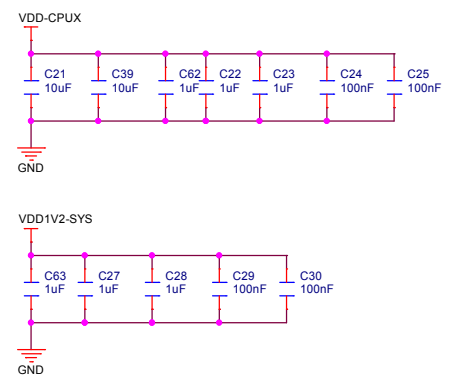 VDD-CPUX
C21 C39 C62 C22 C23 C24 C25
10uF 10uF 1uF 1uF 1uF 100nF 100nF
GND
VDD1V2-SYS
C63 C27 C28 C29 C30
1uF 1uF 1uF 100nF 100nF
GND